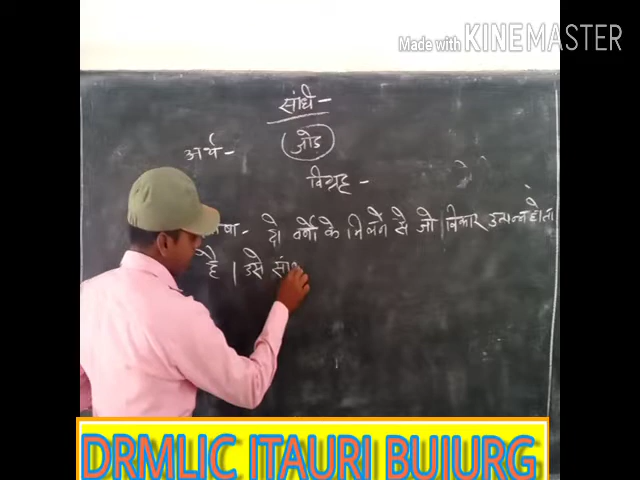 Made with KINEMASTER
संधि -
अर्थ -
जोड़
विग्रह -
षा - दो वर्णो के मिलने से जो विकार उत्पन्न होता
है | उसे सं
DRMLIC ITAURI BUJURG